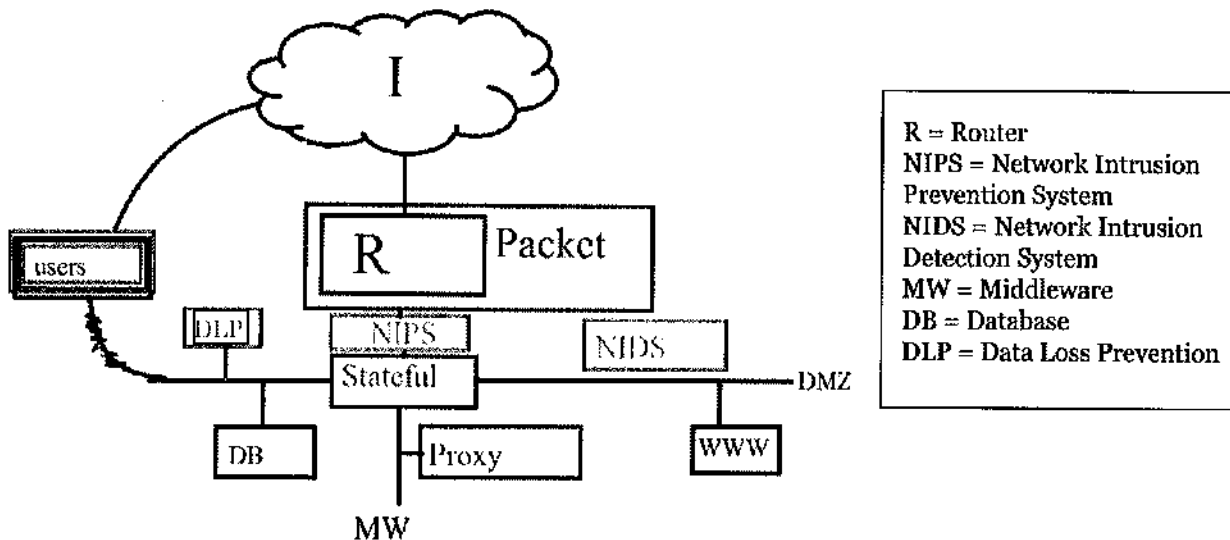 I
R
Packet
users
DLP
NIPS
NIDS
Stateful
DMZ
DB
Proxy
WWW
MW
R = Router
NIPS = Network Intrusion
Prevention System
NIDS = Network Intrusion
Detection System
MW = Middleware
DB = Database
DLP = Data Loss Prevention